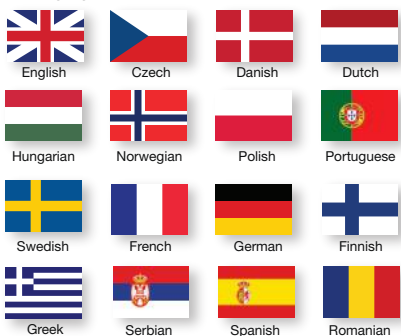 English Czech Danish Dutch
Hungarian Norwegian Polish Portuguese
Swedish French German Finnish
Greek Serbian Spanish Romanian